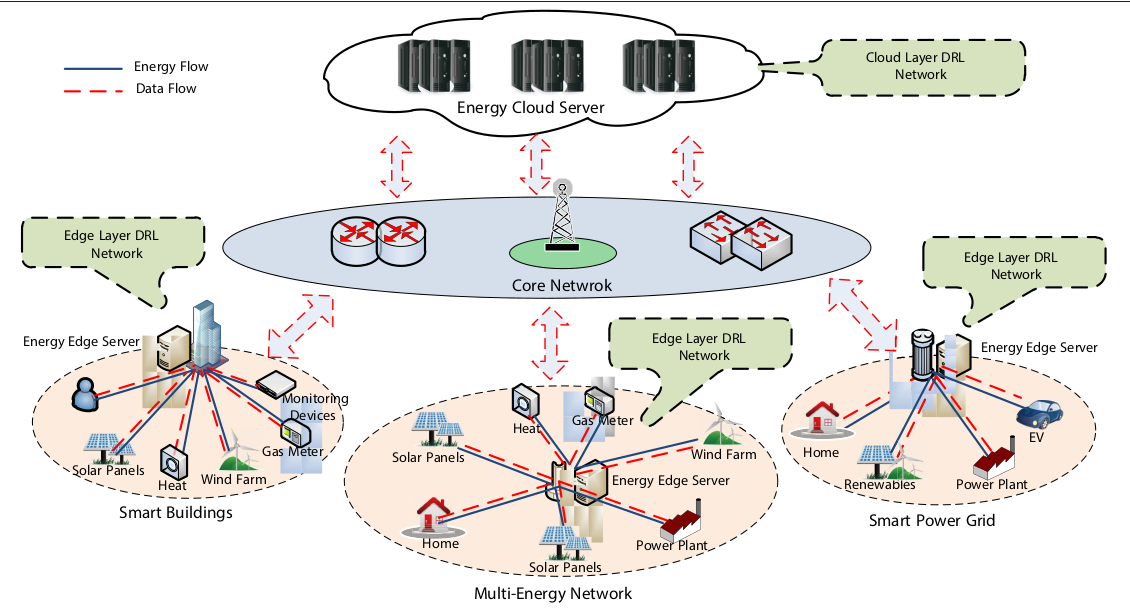 Energy Flow
Data Flow
Energy Cloud Server
Cloud Layer DRL
Network
Core Netwrok
Edge Layer DRL
Network
Edge Layer DRL
Network
Edge Layer DRL
Network
Energy Edge Server
Monitoring
Devices
Solar Panels
Heat
Wind Farm
Gas Meter
Smart Buildings
Heat
Gas Meter
Solar Panels
Wind Farm
Energy Edge Server
Home
Solar Panels
Power Plant
Multi-Energy Network
Energy Edge Server
Home
EV
Renewables
Power Plant
Smart Power Grid